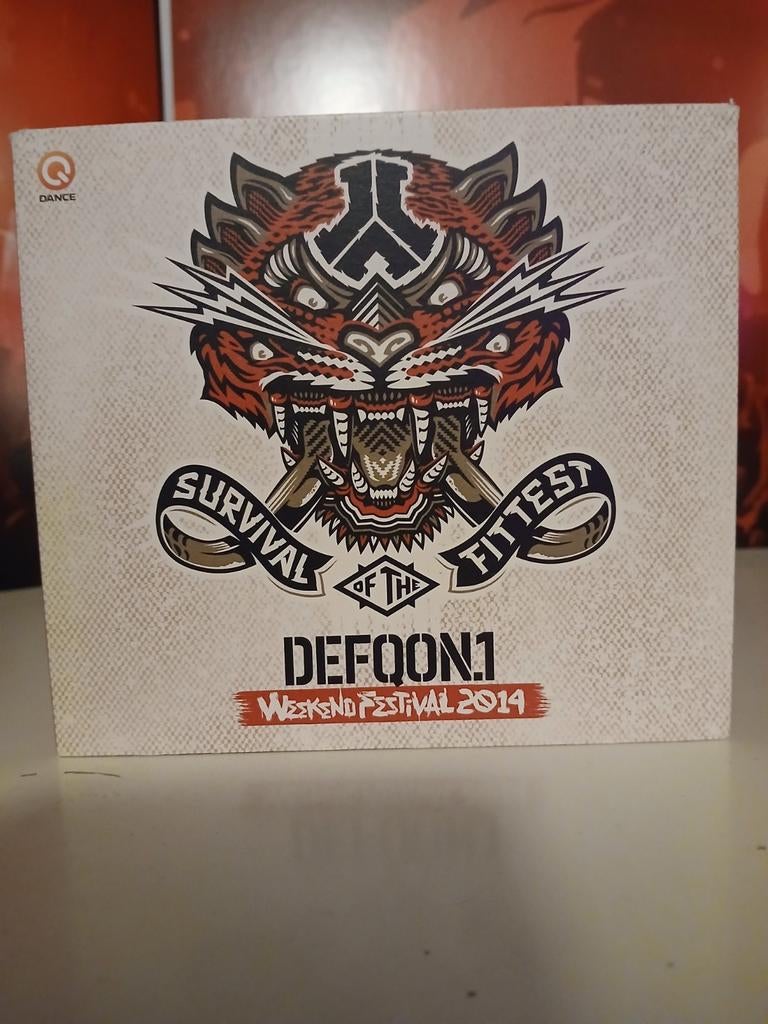 Q
DANCE
SURVIVAL
OF THE
FITTEST
DEFQON.1
WEEKEND FESTIVAL 2014